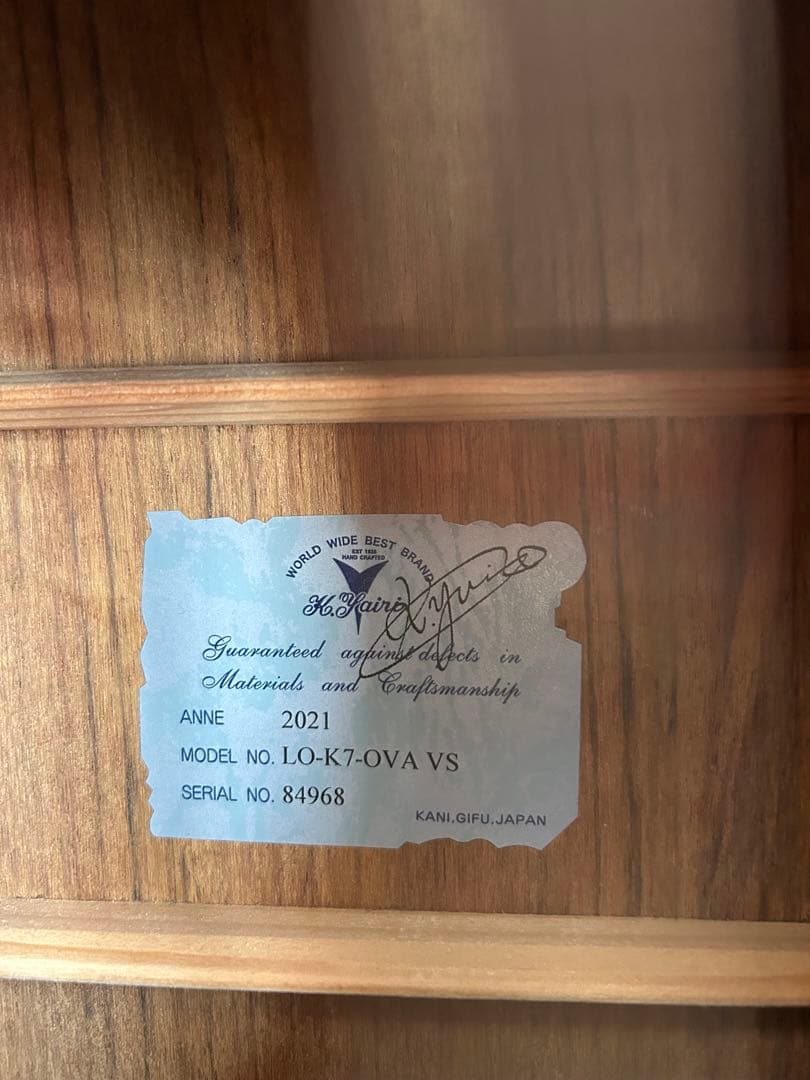 WORLD WIDE BEST BRAND
EST 1935
HAND CRAFTED
K.Yairi
K.Yairi
Guaranteed against defects in
Materials and Craftsmanship
ANNE 2021
MODEL NO. LO-K7-OVA VS
SERIAL NO. 84968
KANI,GIFU,JAPAN